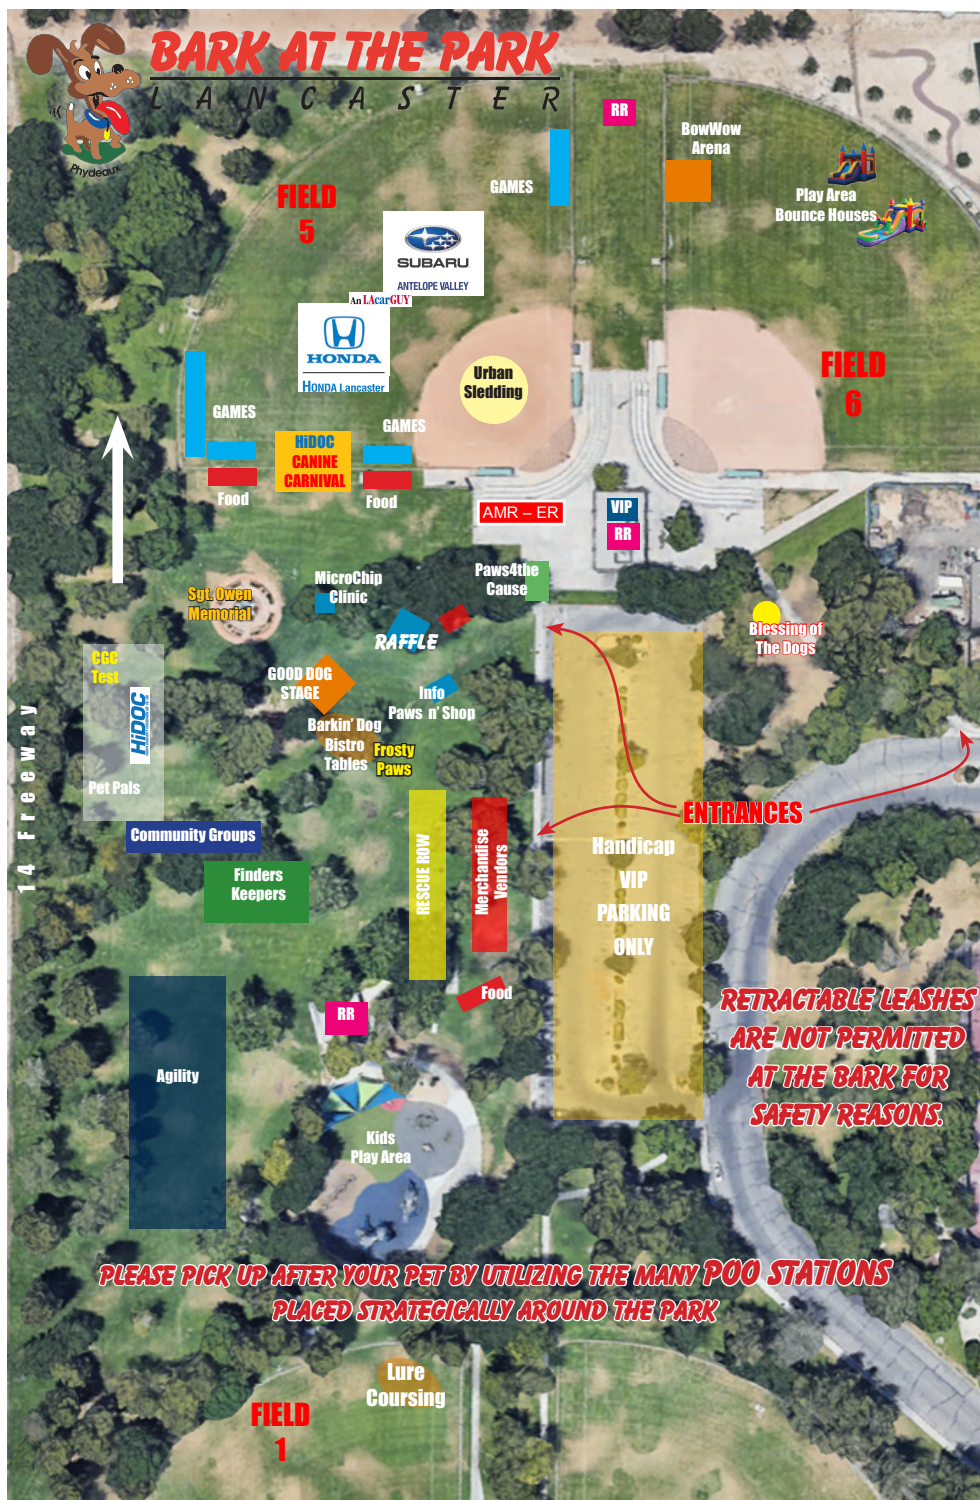 BARK AT THE PARK
LANCASTER
Phydeaux
RR
BowWow
Arena
GAMES
Play Area
Bounce Houses
FIELD
5
SUBARU
ANTELOPE VALLEY
An LAcarGUY
HONDA
HONDA Lancaster
Urban
Sledding
FIELD
6
GAMES
GAMES
HiDOC
CANINE
CARNIVAL
Food
Food
AMR – ER
VIP
RR
Paws4the
Cause
MicroChip
Clinic
Sgt. Owen
Memorial
RAFFLE
Blessing of
The Dogs
CGC
Test
GOOD DOG
STAGE
Info
Paws n' Shop
HiDOC
Barkin' Dog
Bistro
Tables
Frosty
Paws
Pet Pals
14 Freeway
ENTRANCES
Community Groups
Handicap
VIP
PARKING
ONLY
Finders
Keepers
RESCUE ROW
Merchandise
Vendors
Food
RR
RETRACTABLE LEASHES
ARE NOT PERMITTED
AT THE BARK FOR
SAFETY REASONS.
Agility
Kids
Play Area
PLEASE PICK UP AFTER YOUR PET BY UTILIZING THE MANY POO STATIONS
PLACED STRATEGICALLY AROUND THE PARK
Lure
Coursing
FIELD
1